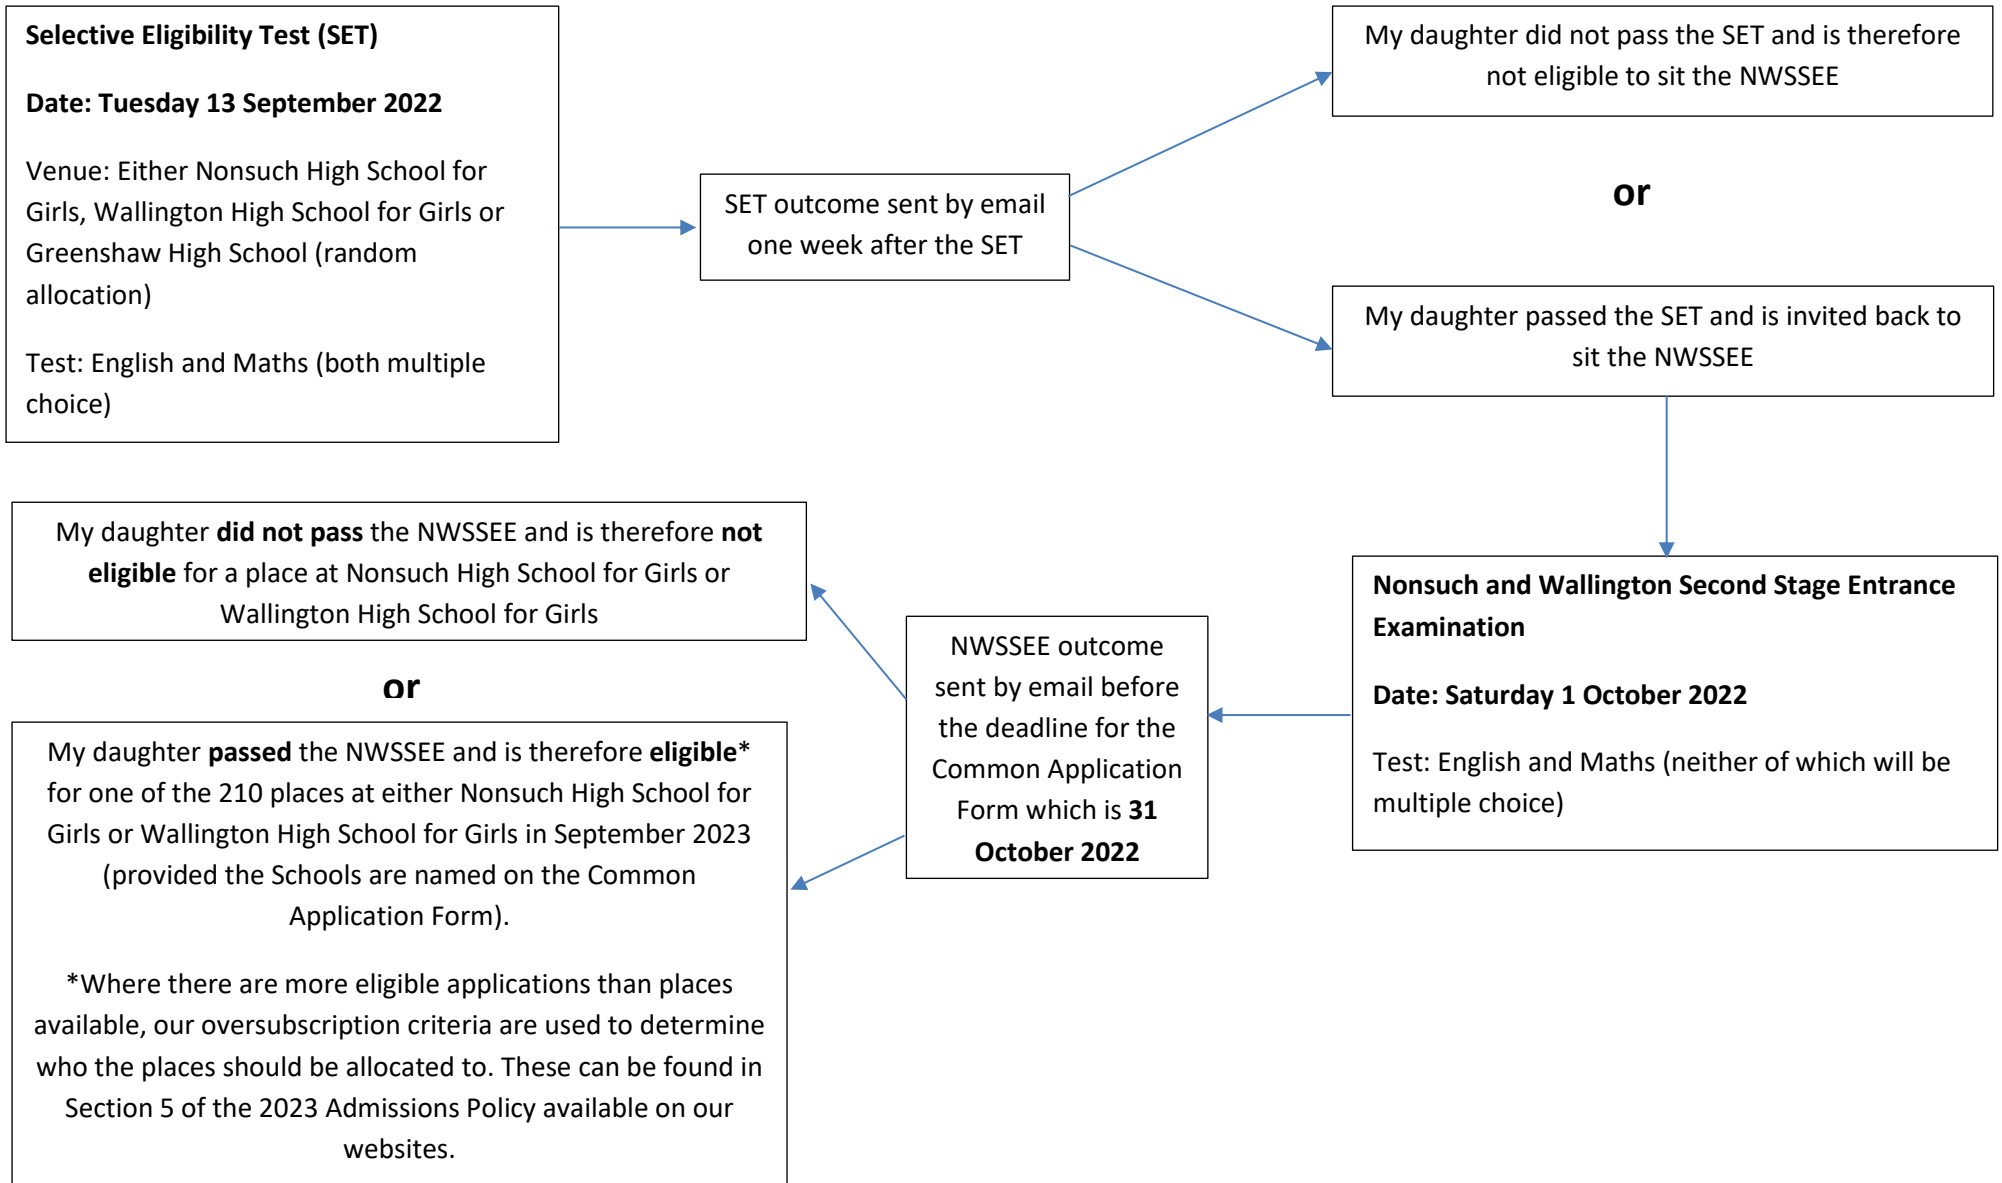 Selective Eligibility Test (SET)
Date: Tuesday 13 September 2022
Venue: Either Nonsuch High School for
Girls, Wallington High School for Girls or
Greenshaw High School (random
allocation)
Test: English and Maths (both multiple
choice)
SET outcome sent by email
one week after the SET
My daughter did not pass the SET and is therefore
not eligible to sit the NWSSEE
or
My daughter passed the SET and is invited back to
sit the NWSSEE
Nonsuch and Wallington Second Stage Entrance
Examination
Date: Saturday 1 October 2022
Test: English and Maths (neither of which will be
multiple choice)
NWSSEE outcome
sent by email before
the deadline for the
Common Application
Form which is 31
October 2022
My daughter did not pass the NWSSEE and is therefore not
eligible for a place at Nonsuch High School for Girls or
Wallington High School for Girls
or
My daughter passed the NWSSEE and is therefore eligible*
for one of the 210 places at either Nonsuch High School for
Girls or Wallington High School for Girls in September 2023
(provided the Schools are named on the Common
Application Form).
*Where there are more eligible applications than places
available, our oversubscription criteria are used to determine
who the places should be allocated to. These can be found in
Section 5 of the 2023 Admissions Policy available on our
websites.